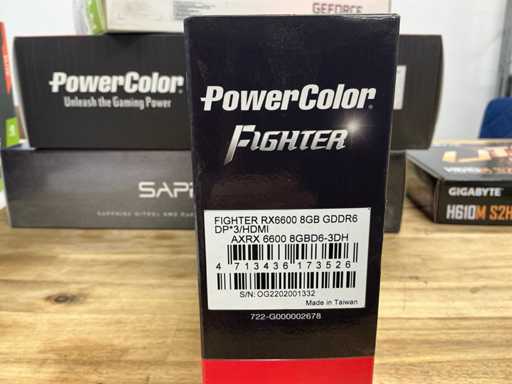 GEFORCE
PowerColor
Unleash the Gaming Power
PowerColor
FIGHTER
FIGHTER RX6600 8GB GDDR6
DP*3/HDMI
AXRX 6600 8GBD6-3DH
4 713436 173526
S/N: OG2202001332
Made in Taiwan
722-G000002678
GIGABYTE
H610M S2H